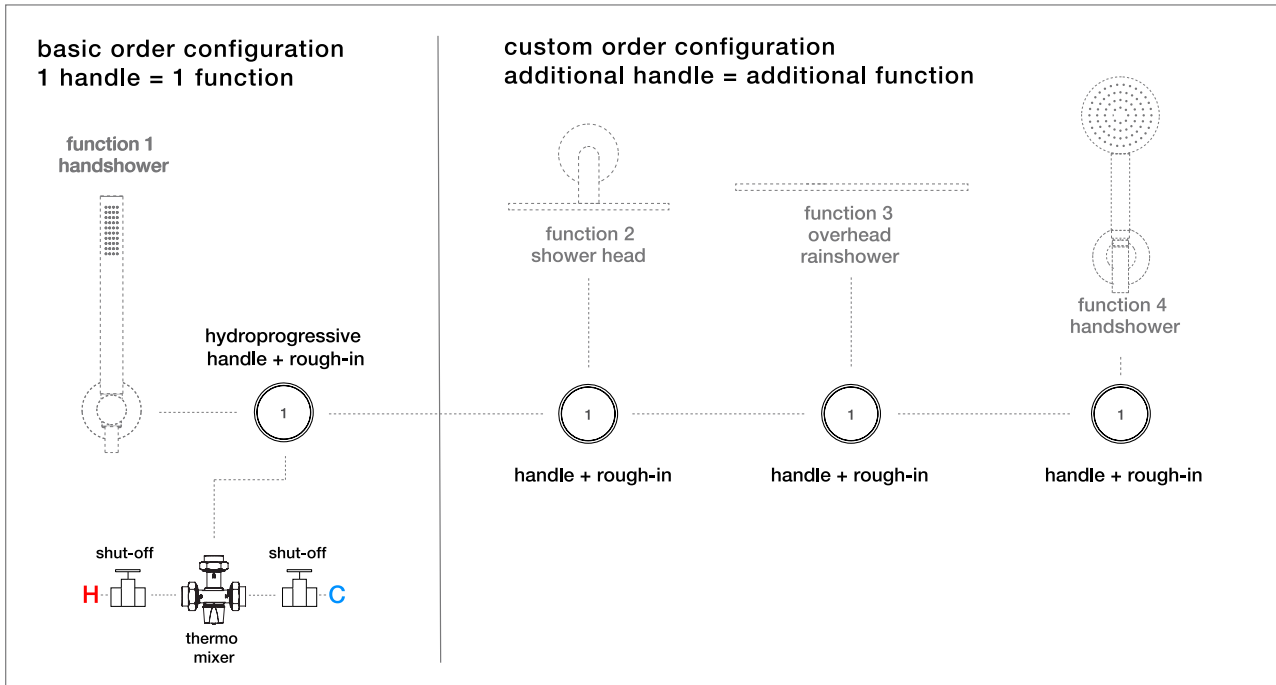 basic order configuration
1 handle = 1 function
function 1
handshower
hydroprogressive
handle + rough-in
1
shut-off
shut-off
H
C
thermo
mixer
custom order configuration
additional handle = additional function
function 2
shower head
function 3
overhead
rainshower
function 4
handshower
1
1
1
handle + rough-in
handle + rough-in
handle + rough-in